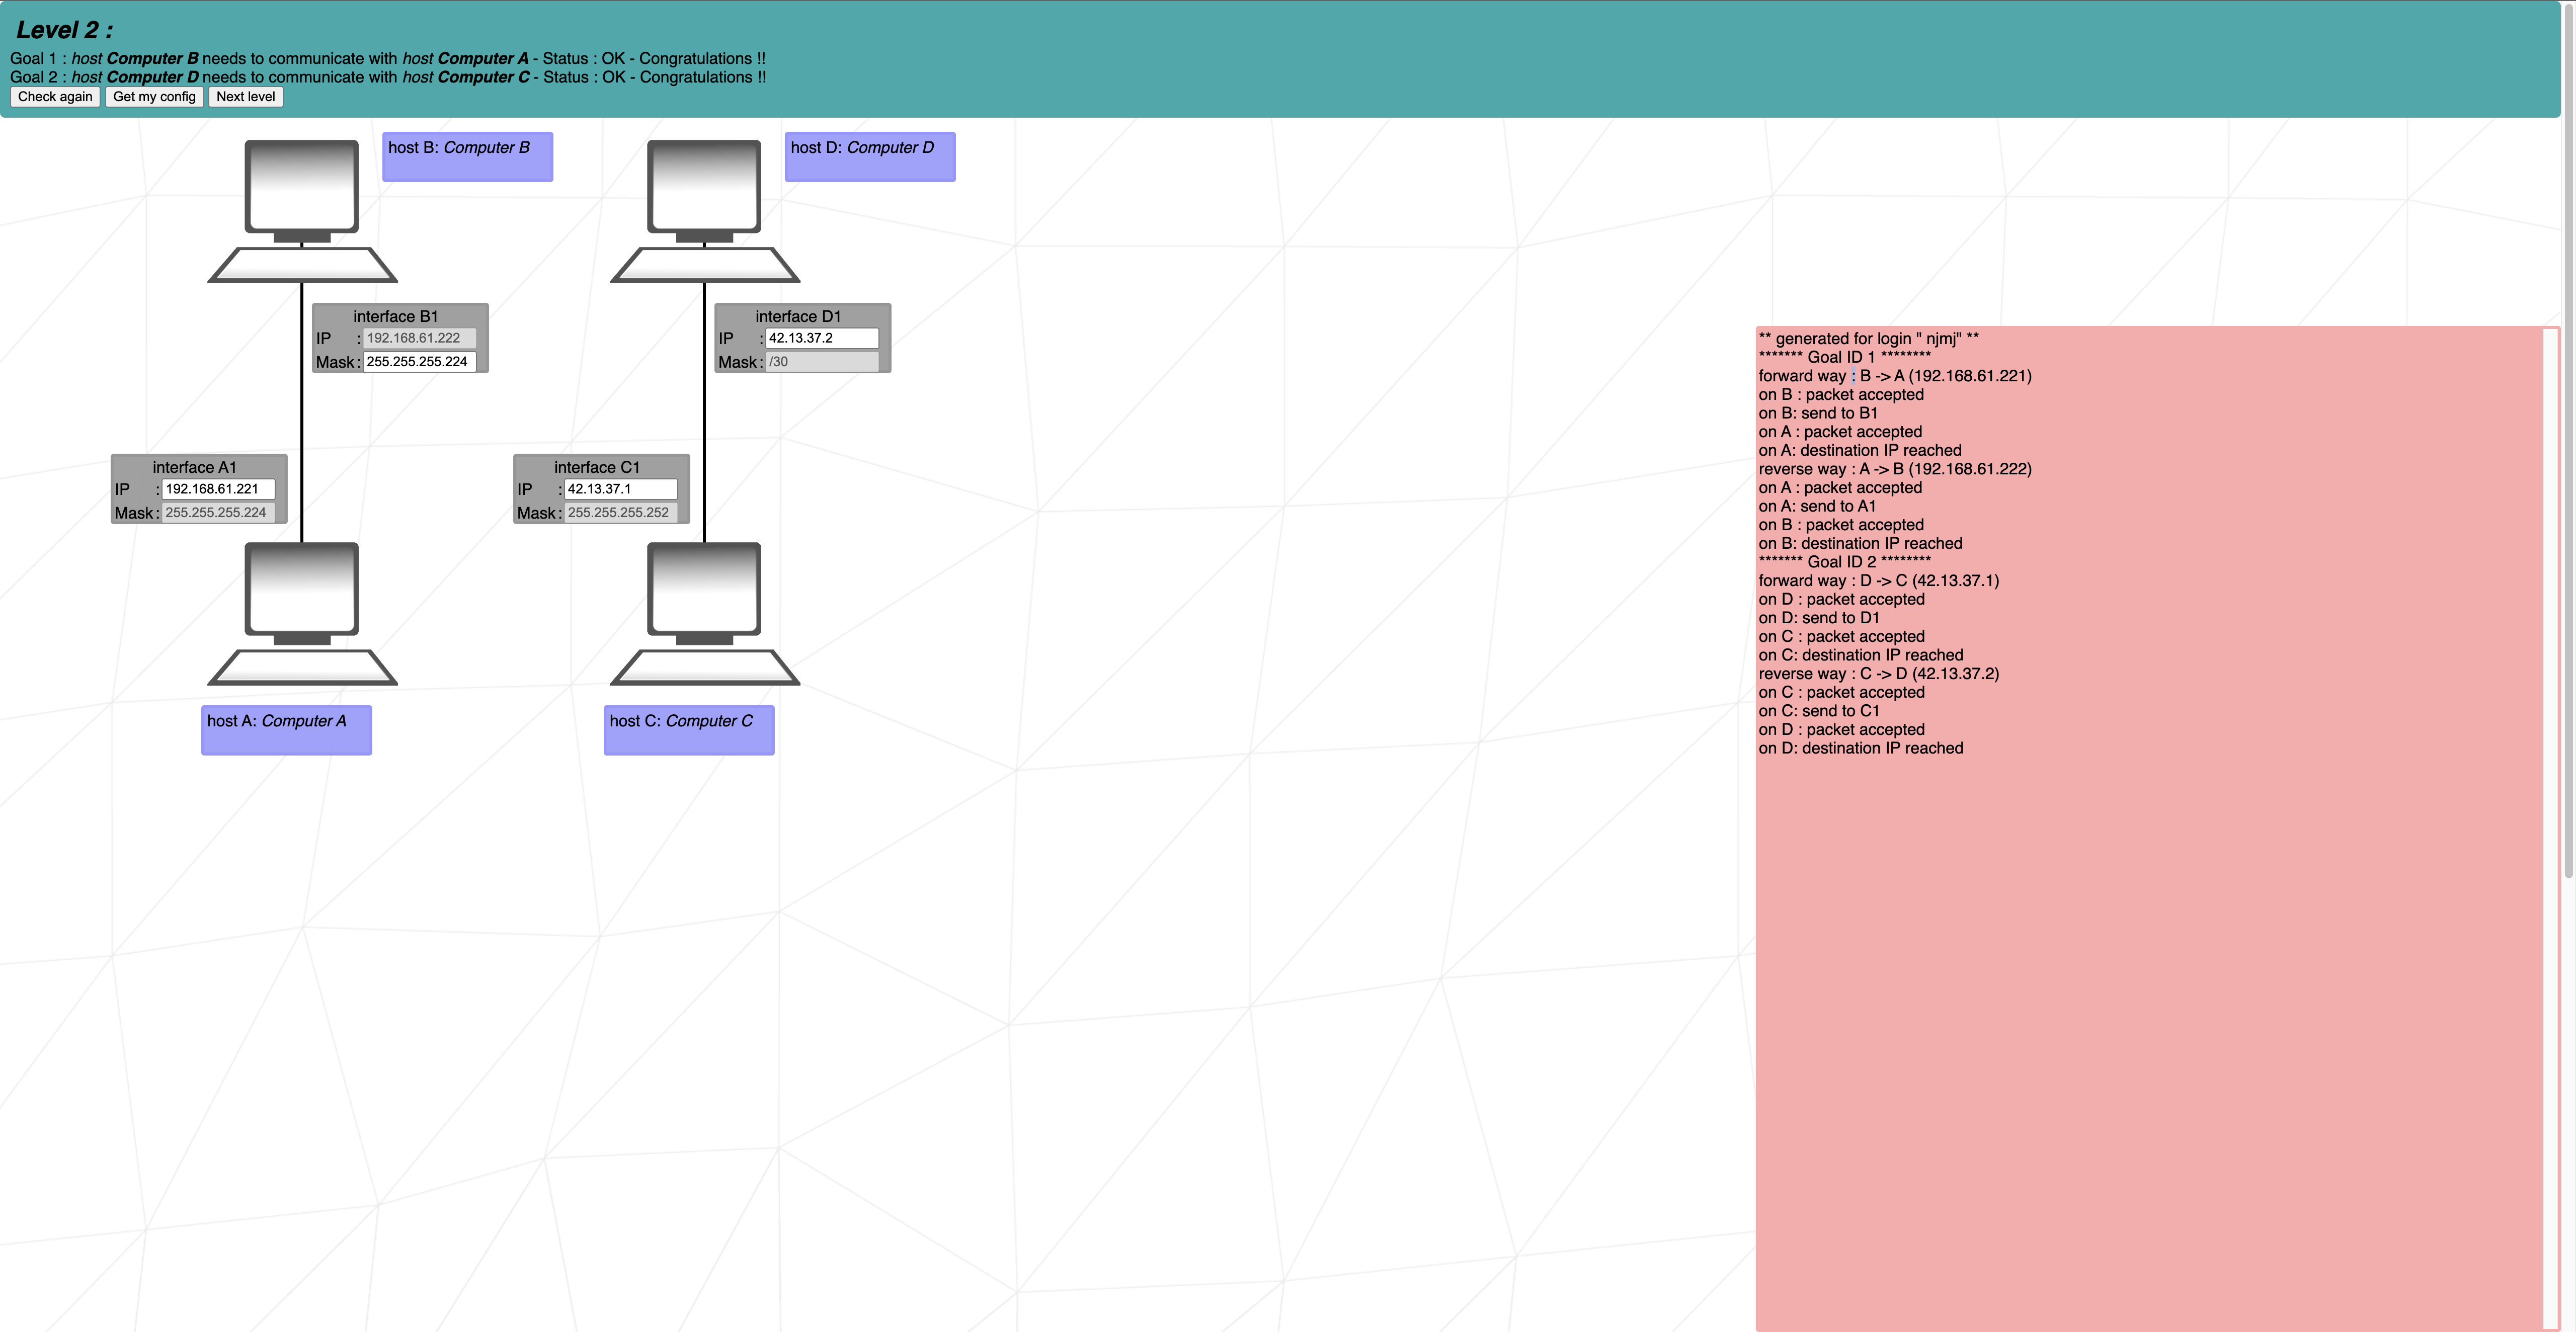 Level 2 :
Goal 1 : host Computer B needs to communicate with host Computer A - Status : OK - Congratulations !!
Goal 2 : host Computer D needs to communicate with host Computer C - Status : OK - Congratulations !!
Check again Get my config Next level
host B: Computer B
host D: Computer D
interface B1
IP : 192.168.61.222
Mask : 255.255.255.224
interface D1
IP : 42.13.37.2
Mask : /30
interface A1
IP : 192.168.61.221
Mask : 255.255.255.224
interface C1
IP : 42.13.37.1
Mask : 255.255.255.252
host A: Computer A
host C: Computer C
** generated for login " njmj" **
******* Goal ID 1 ********
forward way : B -> A (192.168.61.221)
on B : packet accepted
on B: send to B1
on A : packet accepted
on A: destination IP reached
reverse way : A -> B (192.168.61.222)
on A : packet accepted
on A: send to A1
on B : packet accepted
on B: destination IP reached
******* Goal ID 2 ********
forward way : D -> C (42.13.37.1)
on D : packet accepted
on D: send to D1
on C : packet accepted
on C: destination IP reached
reverse way : C -> D (42.13.37.2)
on C : packet accepted
on C: send to C1
on D : packet accepted
on D: destination IP reached